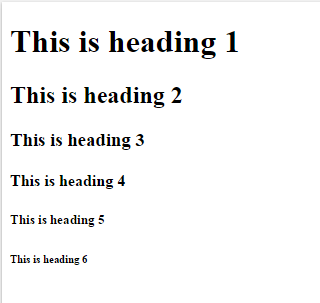 This is heading 1
This is heading 2
This is heading 3
This is heading 4
This is heading 5
This is heading 6